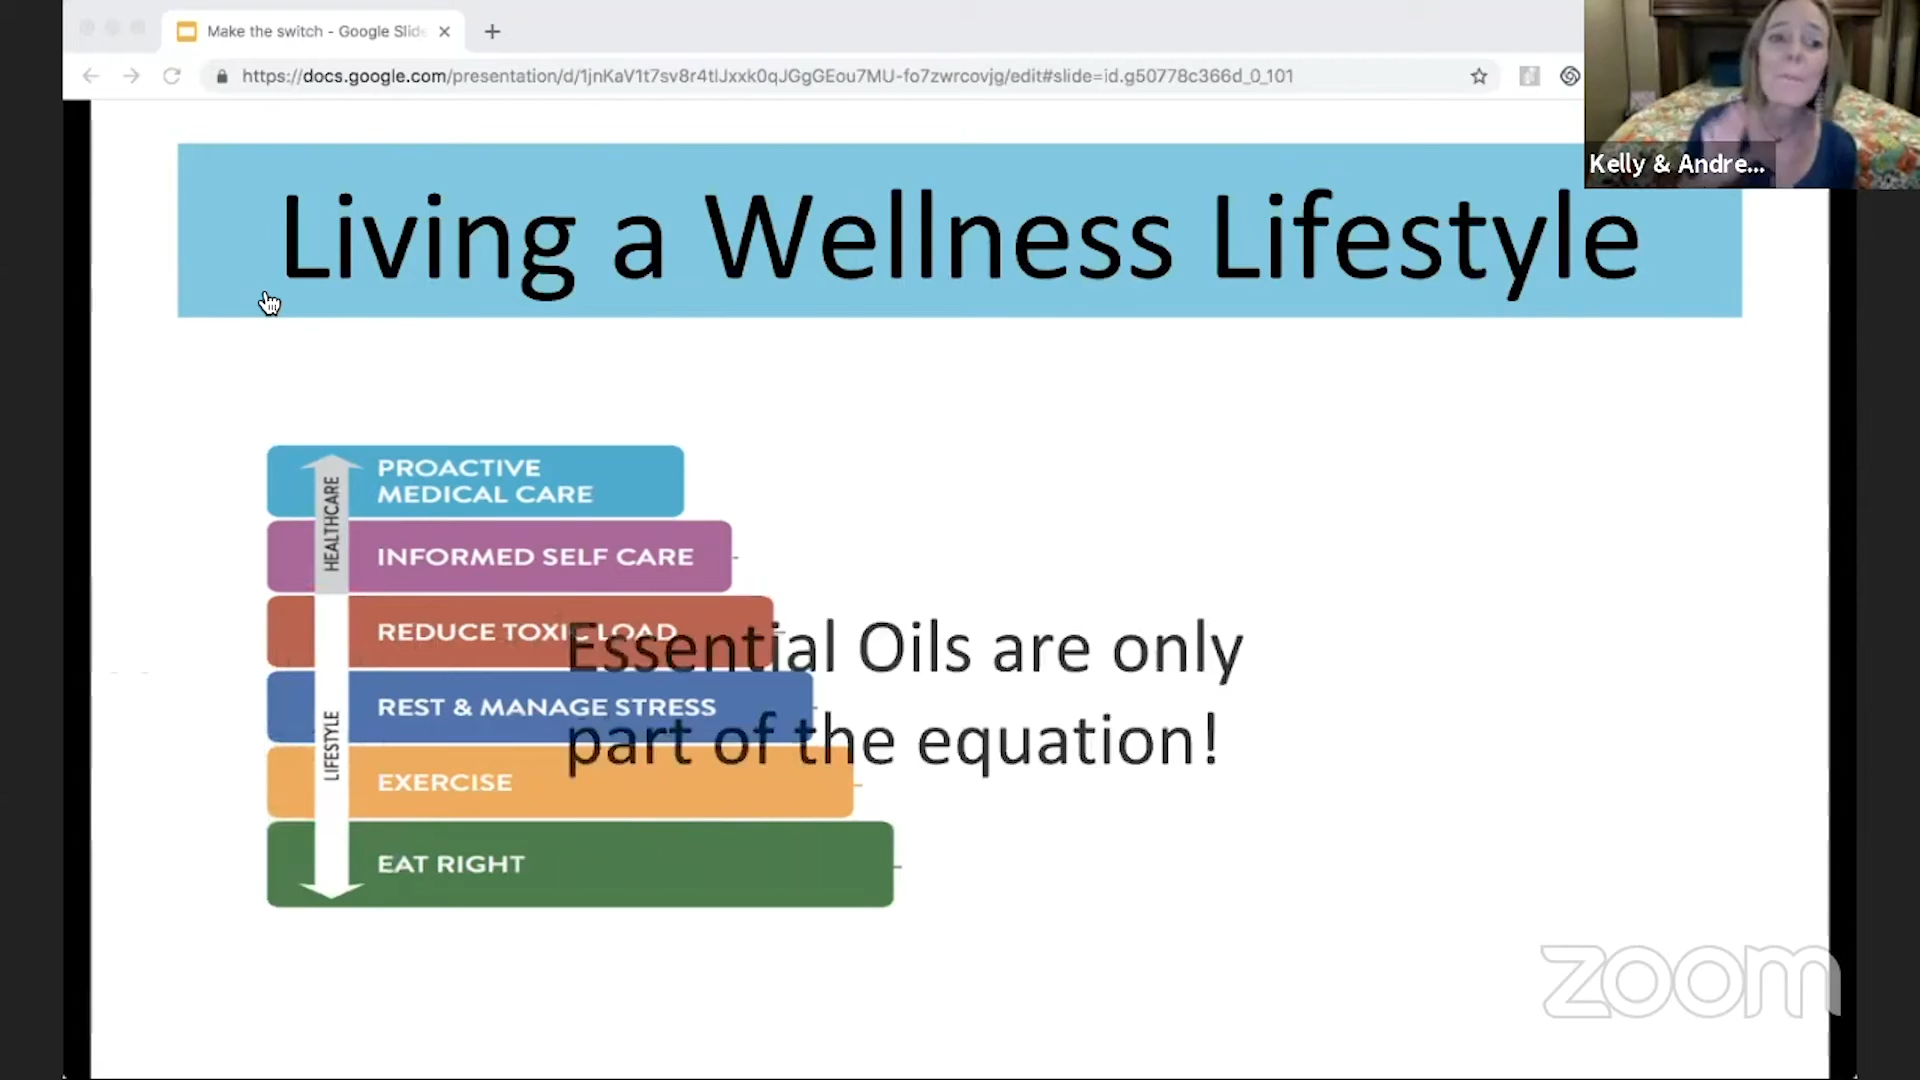 Make the switch - Google Slide
https://docs.google.com/presentation/d/1jnKaV1t7sv8r4tlJxxk0qJGgGEou7MU-fo7zwrcovjg/edit#slide=id.g50778c366d_0_101
Kelly & Andre...
Living a Wellness Lifestyle
HEALTHCARE
PROACTIVE
MEDICAL CARE
INFORMED SELF CARE
REDUCE TOXIC LOAD
Essential Oils are only
REST & MANAGE STRESS
part of the equation!
LIFESTYLE
EXERCISE
EAT RIGHT
zoom